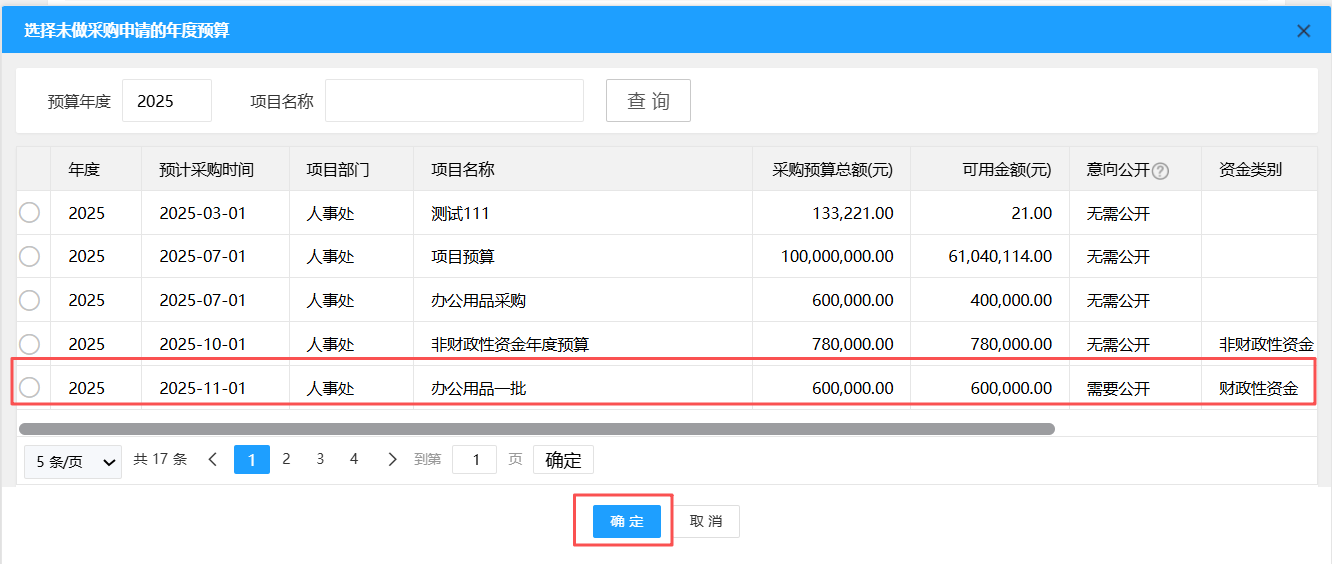 选择未做采购申请的年度预算
预算年度 2025 项目名称 查 询
年度 预计采购时间 项目部门 项目名称 采购预算总额(元) 可用金额(元) 意向公开 ? 资金类别
2025 2025-03-01 人事处 测试111 133,221.00 21.00 无需公开
2025 2025-07-01 人事处 项目预算 100,000,000.00 61,040,114.00 无需公开
2025 2025-07-01 人事处 办公用品采购 600,000.00 400,000.00 无需公开
2025 2025-10-01 人事处 非财政性资金年度预算 780,000.00 780,000.00 无需公开 非财政性资金
2025 2025-11-01 人事处 办公用品一批 600,000.00 600,000.00 需要公开 财政性资金
5 条/页 共 17 条 1 2 3 4 到第 1 页 确定
确 定 取 消